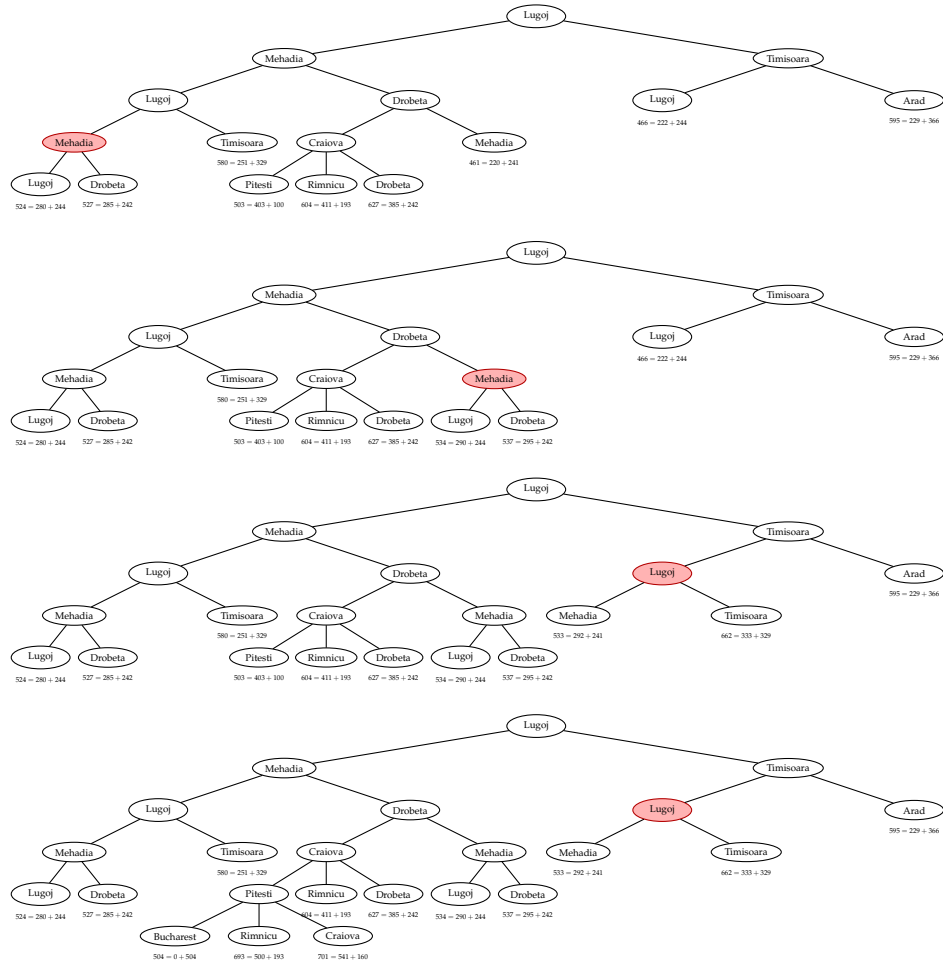 Lugoj
Mehadia Timisoara
Lugoj Drobeta Lugoj Arad
466 = 222 + 244 595 = 229 + 366
Mehadia Timisoara Craiova Mehadia
580 = 251 + 329 461 = 220 + 241
Lugoj Drobeta Pitesti Rimnicu Drobeta
524 = 280 + 244 527 = 285 + 242 503 = 403 + 100 604 = 411 + 193 627 = 385 + 242
Lugoj
Mehadia Timisoara
Lugoj Drobeta Lugoj Arad
466 = 222 + 244 595 = 229 + 366
Mehadia Timisoara Craiova Mehadia
580 = 251 + 329
Lugoj Drobeta Pitesti Rimnicu Drobeta Lugoj Drobeta
524 = 280 + 244 527 = 285 + 242 503 = 403 + 100 604 = 411 + 193 627 = 385 + 242 534 = 290 + 244 537 = 295 + 242
Lugoj
Mehadia Timisoara
Lugoj Drobeta Lugoj Arad
595 = 229 + 366
Mehadia Timisoara Craiova Mehadia Mehadia Timisoara
580 = 251 + 329 533 = 292 + 241 662 = 333 + 329
Lugoj Drobeta Pitesti Rimnicu Drobeta Lugoj Drobeta
524 = 280 + 244 527 = 285 + 242 503 = 403 + 100 604 = 411 + 193 627 = 385 + 242 534 = 290 + 244 537 = 295 + 242
Lugoj
Mehadia Timisoara
Lugoj Drobeta Lugoj Arad
595 = 229 + 366
Mehadia Timisoara Craiova Mehadia Mehadia Timisoara
580 = 251 + 329 533 = 292 + 241 662 = 333 + 329
Lugoj Drobeta Pitesti Rimnicu Drobeta Lugoj Drobeta
524 = 280 + 244 527 = 285 + 242 604 = 411 + 193 627 = 385 + 242 534 = 290 + 244 537 = 295 + 242
Bucharest Rimnicu Craiova
504 = 0 + 504 693 = 500 + 193 701 = 541 + 160